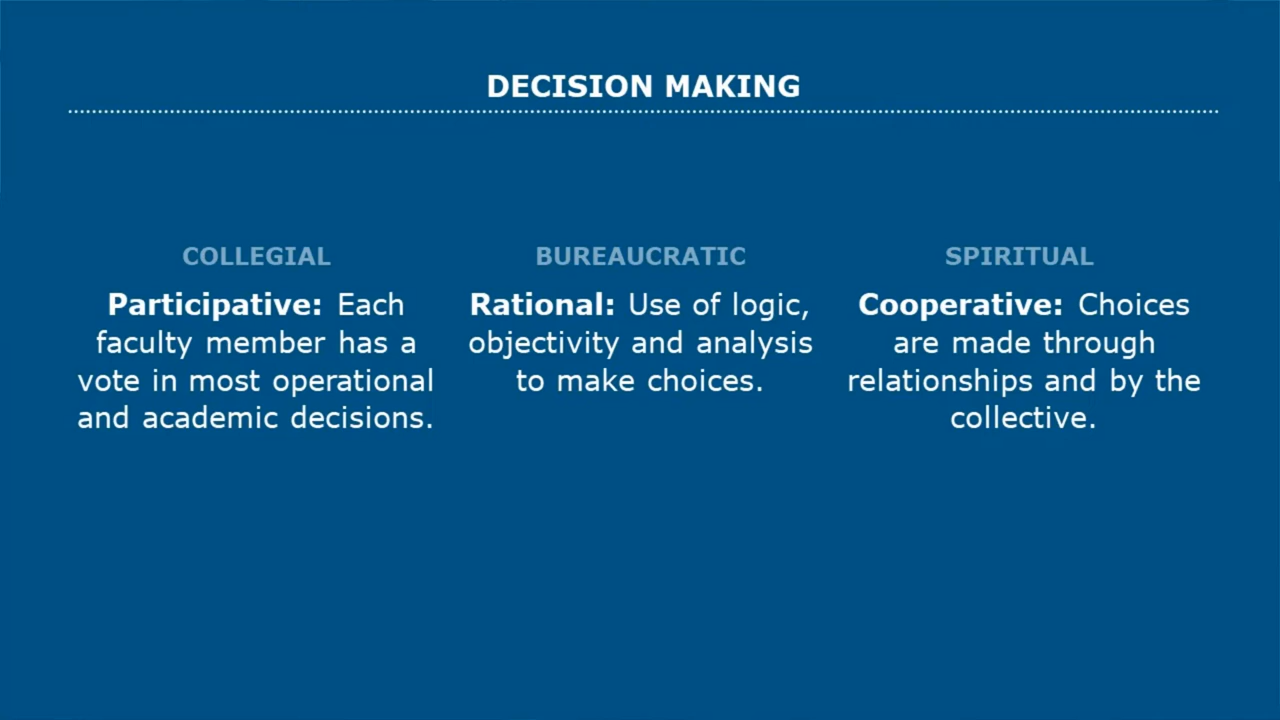 DECISION MAKING
COLLEGIAL
Participative: Each
faculty member has a
vote in most operational
and academic decisions.
BUREAUCRATIC
Rational: Use of logic,
objectivity and analysis
to make choices.
SPIRITUAL
Cooperative: Choices
are made through
relationships and by the
collective.